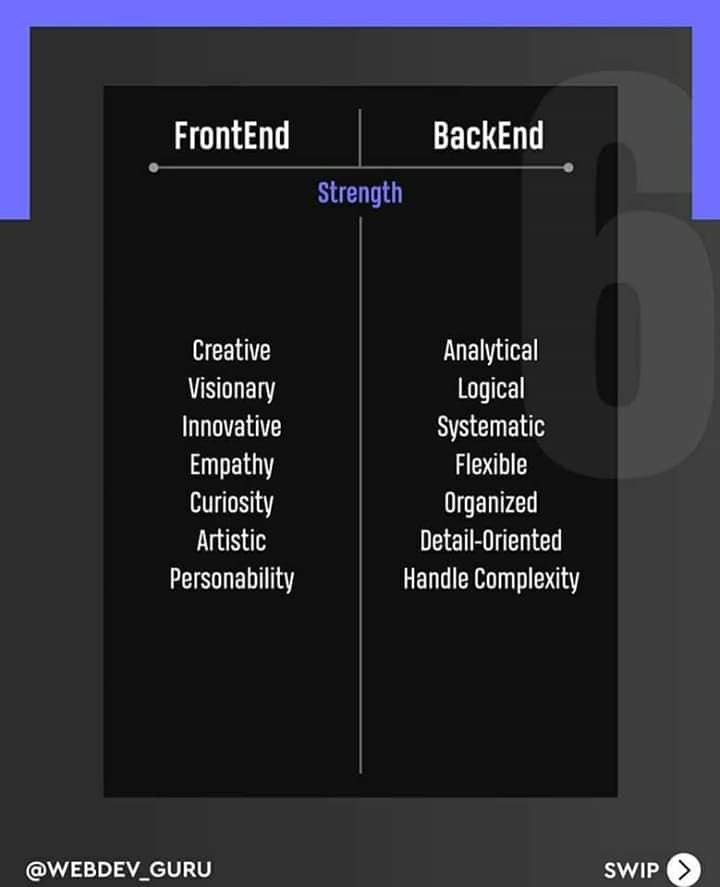 FrontEnd
BackEnd
Strength
Creative
Visionary
Innovative
Empathy
Curiosity
Artistic
Personability
Analytical
Logical
Systematic
Flexible
Organized
Detail-Oriented
Handle Complexity
6
@WEBDEV_GURU
SWIP